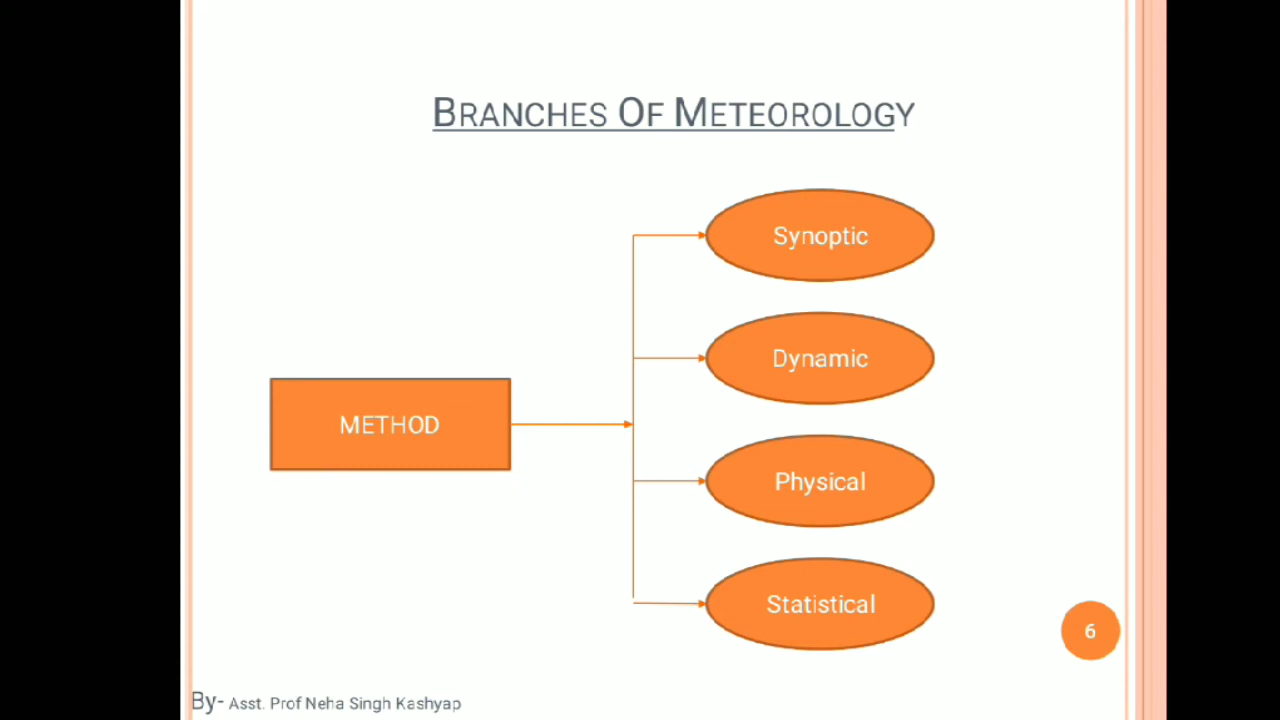 BRANCHES OF METEOROLOGY
Synoptic
Dynamic
METHOD
Physical
Statistical
6
By- Asst. Prof Neha Singh Kashyap